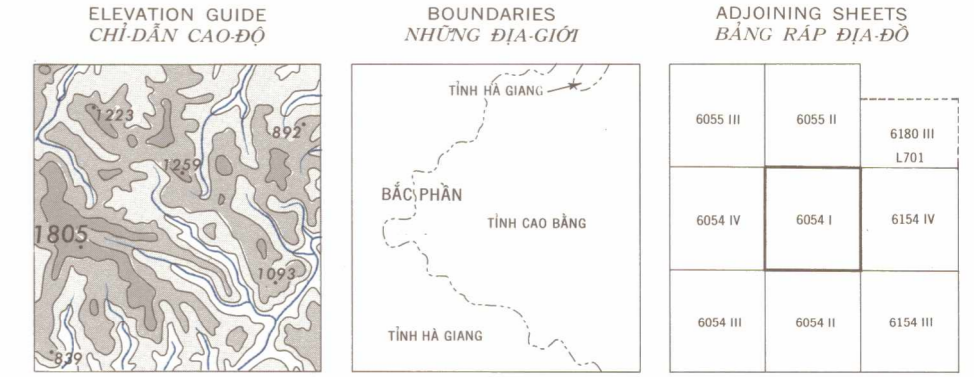 ELEVATION GUIDE
CHỈ-DẪN CAO-ĐỘ
1223
892
1259
1805
1093
839
BOUNDARIES
NHỮNG ĐỊA-GIỚI
TỈNH HÀ GIANG
BẮC PHẦN
TỈNH CAO BẰNG
TỈNH HÀ GIANG
ADJOINING SHEETS
BẢNG RÁP ĐỊA-ĐỒ
6055 III
6055 II
6180 III
L701
6054 IV
6054 I
6154 IV
6054 III
6054 II
6154 III